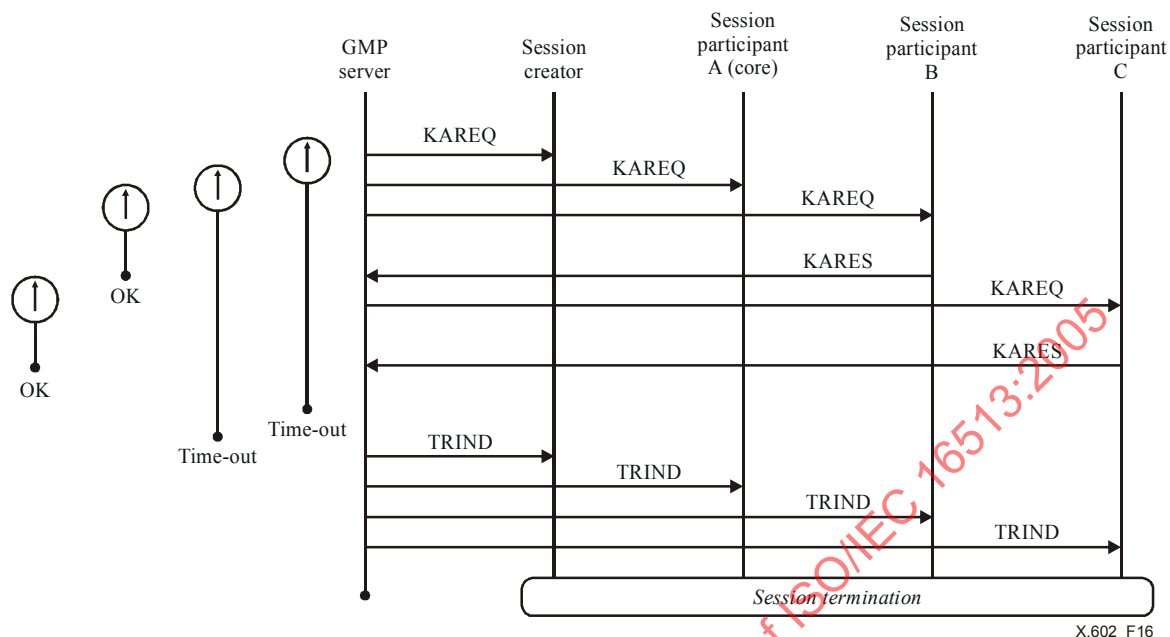 GMP
server
Session
creator
Session
participant
A (core)
Session
participant
B
Session
participant
C
KAREQ
KAREQ
KAREQ
KARES
KAREQ
OK
KARES
OK
Time-out
Time-out
TRIND
TRIND
TRIND
TRIND
Session termination
f ISO/IEC 16513:2005
X.602_F16